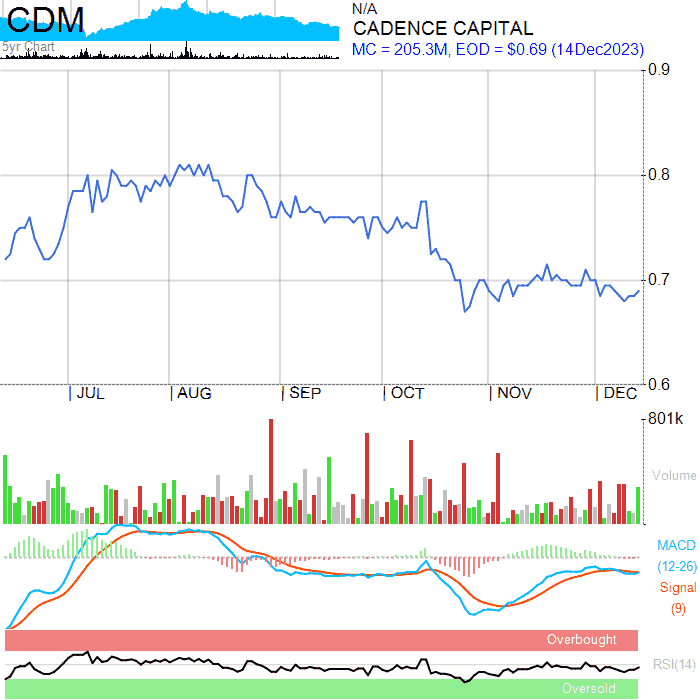 CDM
5yr Chart
N/A
CADENCE CAPITAL
MC = 205.3M, EOD = $0.69 (14Dec2023)
0.9
0.8
0.7
0.6
JUL AUG SEP OCT NOV DEC
801k
Volume
MACD
(12-26)
Signal
(9)
Overbought
RSI(14)
Oversold